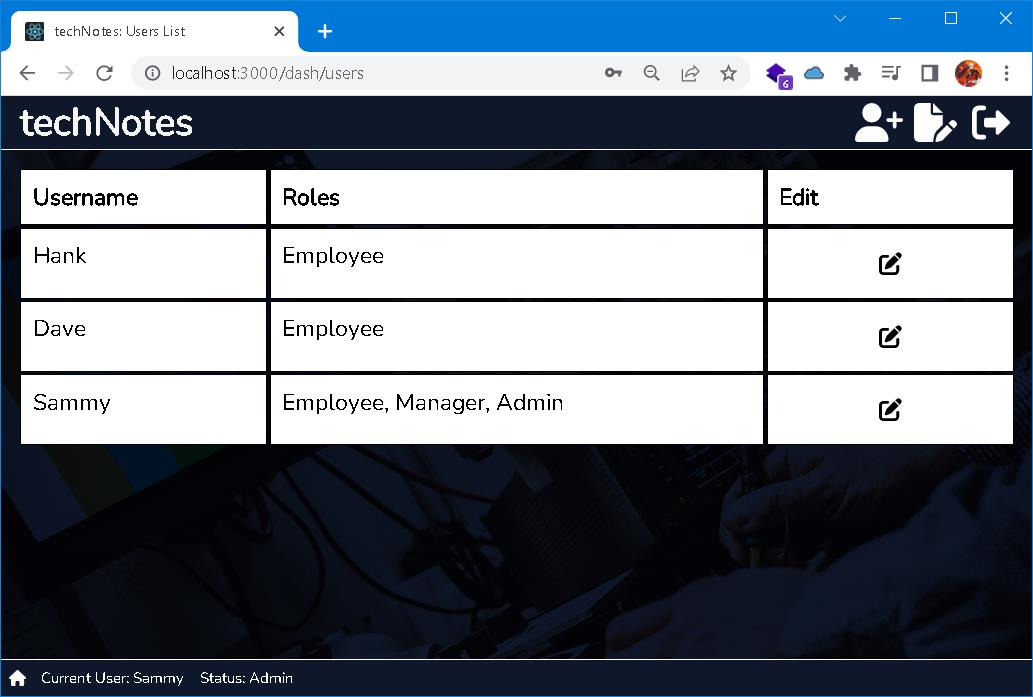 techNotes: Users List
localhost:3000/dash/users
6
techNotes
Username Roles Edit
Hank Employee
Dave Employee
Sammy Employee, Manager, Admin
Current User: Sammy Status: Admin